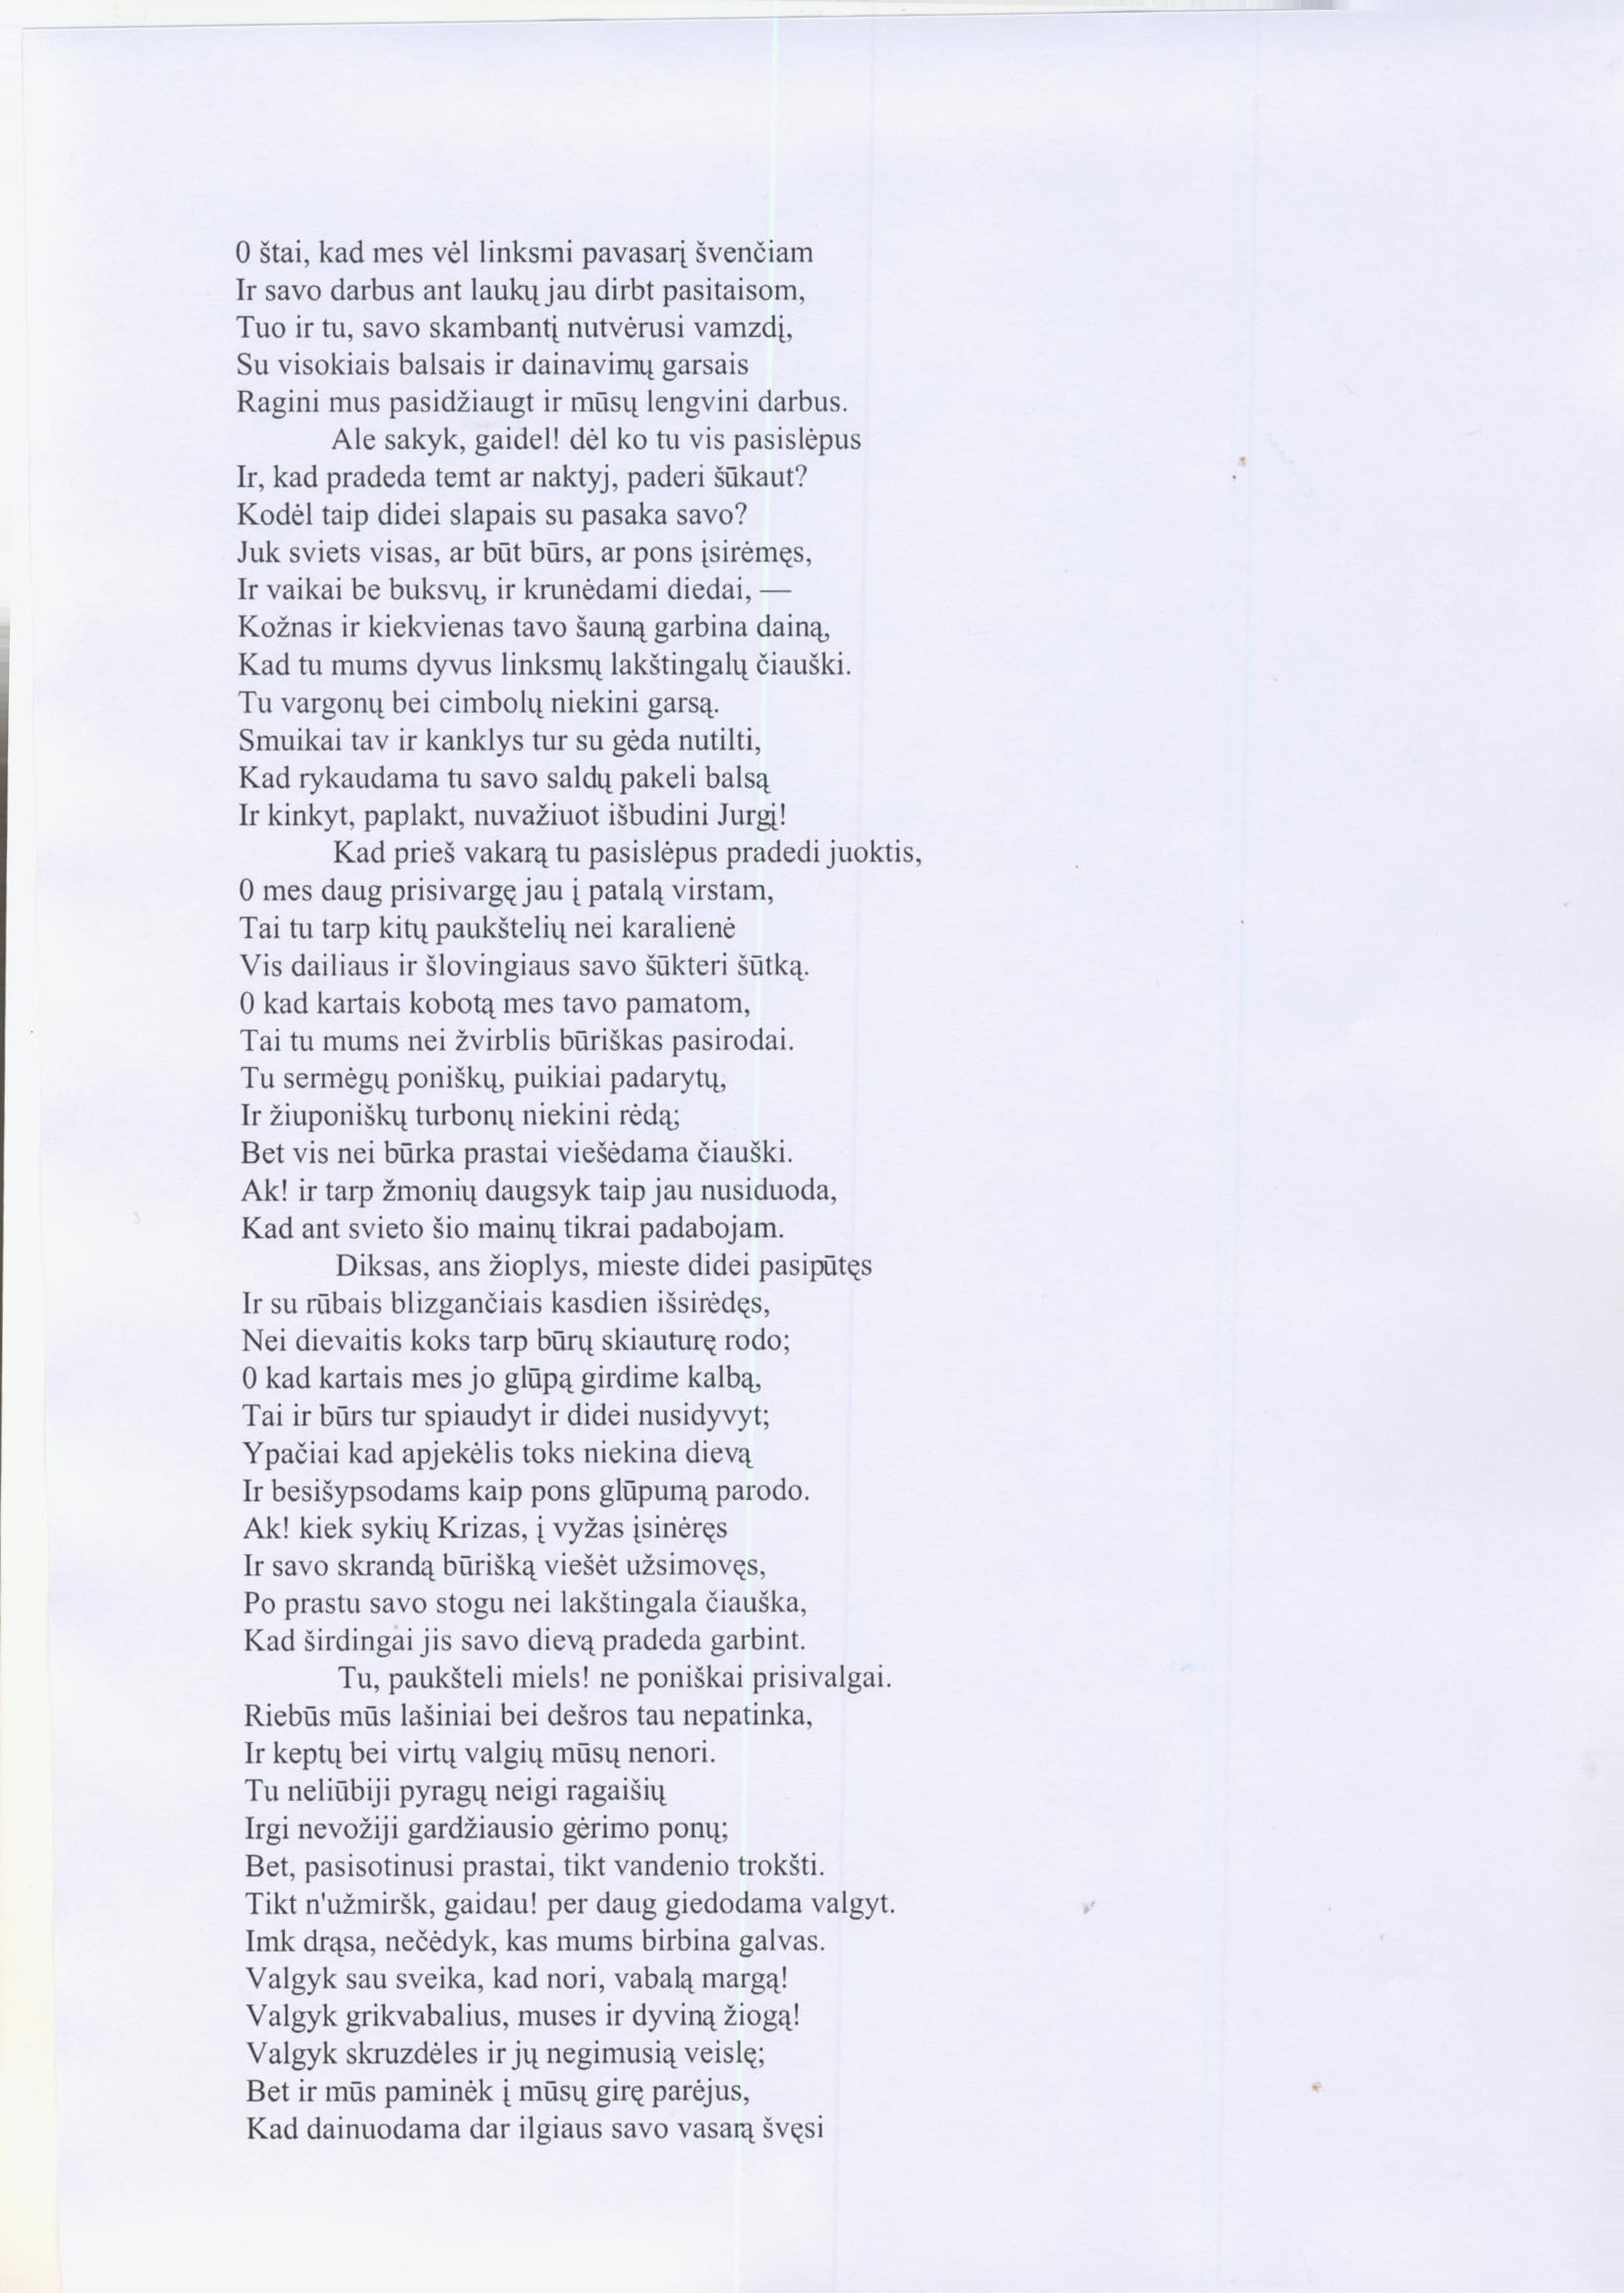 0 štai, kad mes vėl linksmi pavasarį švenčiam
Ir savo darbus ant laukų jau dirbt pasitaisom,
Tuo ir tu, savo skambantį nutvėrusi vamzdį,
Su visokiais balsais ir dainavimų garsais
Ragini mus pasidžiaugt ir mūsų lengvini darbus.
Ale sakyk, gaidel! dėl ko tu vis pasislėpus
Ir, kad pradeda temt ar naktyj, paderi šūkaut?
Kodėl taip didei slapais su pasaka savo?
Juk sviets visas, ar būt būrs, ar pons įsirėmęs,
Ir vaikai be buksvų, ir krunėdami diedai, —
Kožnas ir kiekvienas tavo šauną garbina dainą,
Kad tu mums dyvus linksmų lakštingalų čiauški.
Tu vargonų bei cimbolų niekini garsą.
Smuikai tav ir kanklys tur su gėda nutilti,
Kad rykaudama tu savo saldų pakeli balsą
Ir kinkyt, paplakt, nuvažiuot išbudini Jurgį!
Kad prieš vakarą tu pasislėpus pradedi juoktis,
0 mes daug prisivargę jau į patalą virstam,
Tai tu tarp kitų paukštelių nei karalienė
Vis dailiaus ir šlovingiaus savo šūkteri šūtką.
0 kad kartais kobotą mes tavo pamatom,
Tai tu mums nei žvirblis būriškas pasirodai.
Tu sermėgų poniškų, puikiai padarytų,
Ir žiuponiškų turbonų niekini rėdą;
Bet vis nei būrka prastai viešėdama čiauški.
Ak! ir tarp žmonių daugsyk taip jau nusiduoda,
Kad ant svieto šio mainų tikrai padabojam.
Diksas, ans žioplys, mieste didei pasipūtęs
Ir su rūbais blizgančiais kasdien išsirėdęs,
Nei dievaitis koks tarp būrų skiauturę rodo;
0 kad kartais mes jo glūpą girdime kalbą,
Tai ir būrs tur spiaudyt ir didei nusidyvyt;
Ypačiai kad apjekėlis toks niekina dievą
Ir besišypsodams kaip pons glūpumą parodo.
Ak! kiek sykių Krizas, į vyžas įsinėręs
Ir savo skrandą būrišką viešėt užsimovęs,
Po prastu savo stogu nei lakštingala čiauška,
Kad širdingai jis savo dievą pradeda garbint.
Tu, paukšteli miels! ne poniškai prisivalgai.
Riebūs mūs lašiniai bei dešros tau nepatinka,
Ir keptų bei virtų valgių mūsų nenori.
Tu neliūbiji pyragų neigi ragaišių
Irgi nevožiji gardžiausio gėrimo ponų;
Bet, pasisotinusi prastai, tikt vandenio trokšti.
Tikt n'užmiršk, gaidau! per daug giedodama valgyt.
Imk drąsa, nečėdyk, kas mums birbina galvas.
Valgyk sau sveika, kad nori, vabalą margą!
Valgyk grikvabalius, muses ir dyviną žiogą!
Valgyk skruzdėles ir jų negimusią veislę;
Bet ir mūs paminėk į mūsų girę parėjus,
Kad dainuodama dar ilgiaus savo vasarą švęsi